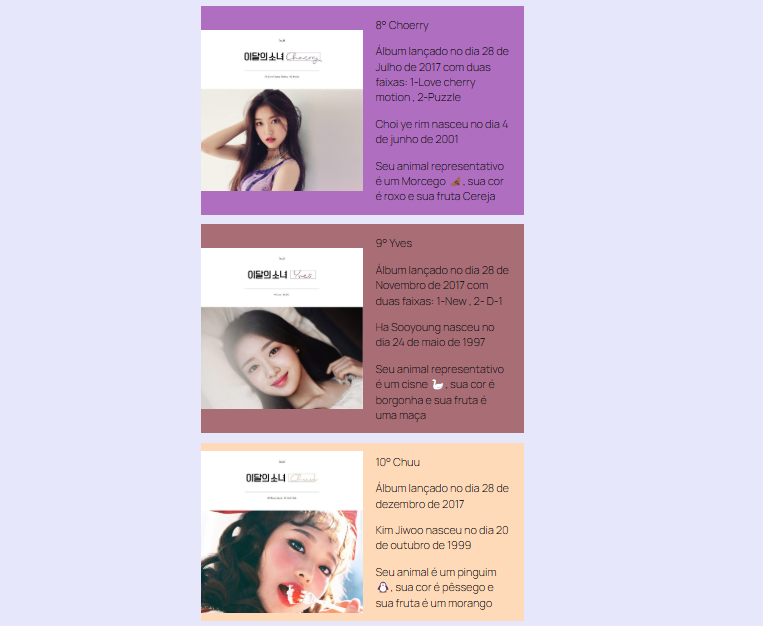 이달의 소녀 Choerry
8° Choerry
Álbum lançado no dia 28 de
Julho de 2017 com duas
faixas: 1-Love cherry
motion , 2-Puzzle
Choi ye rim nasceu no dia 4
de junho de 2001
Seu animal representativo
é um Morcego 🦇 , sua cor
é roxo e sua fruta Cereja
이달의 소녀 Yves
9° Yves
Álbum lançado no dia 28 de
Novembro de 2017 com
duas faixas: 1-New , 2- D-1
Ha Sooyoung nasceu no
dia 24 de maio de 1997
Seu animal representativo
é um cisne 🦢 , sua cor é
borgonha e sua fruta é
uma maça
이달의 소녀 Chuu
10° Chuu
Álbum lançado no dia 28 de
dezembro de 2017
Kim Jiwoo nasceu no dia 20
de outubro de 1999
Seu animal é um pinguim
🐧 , sua cor é pêssego e
sua fruta é um morango